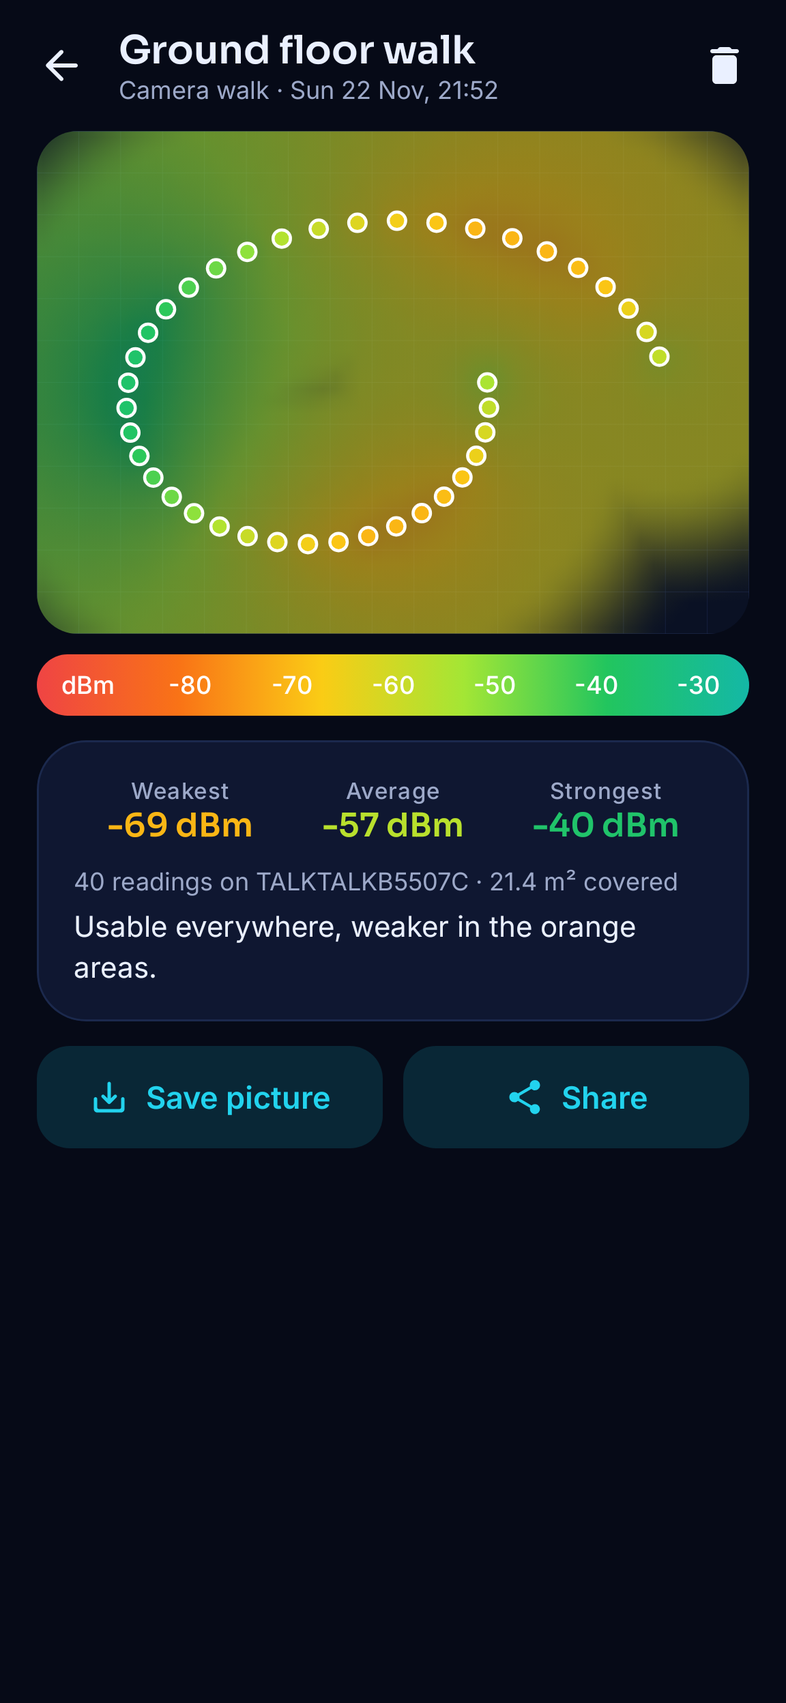 Ground floor walk
Camera walk · Sun 22 Nov, 21:52
dBm -80 -70 -60 -50 -40 -30
Weakest Average Strongest
-69 dBm -57 dBm -40 dBm
40 readings on TALKTALKB5507C · 21.4 m² covered
Usable everywhere, weaker in the orange
areas.
Save picture Share